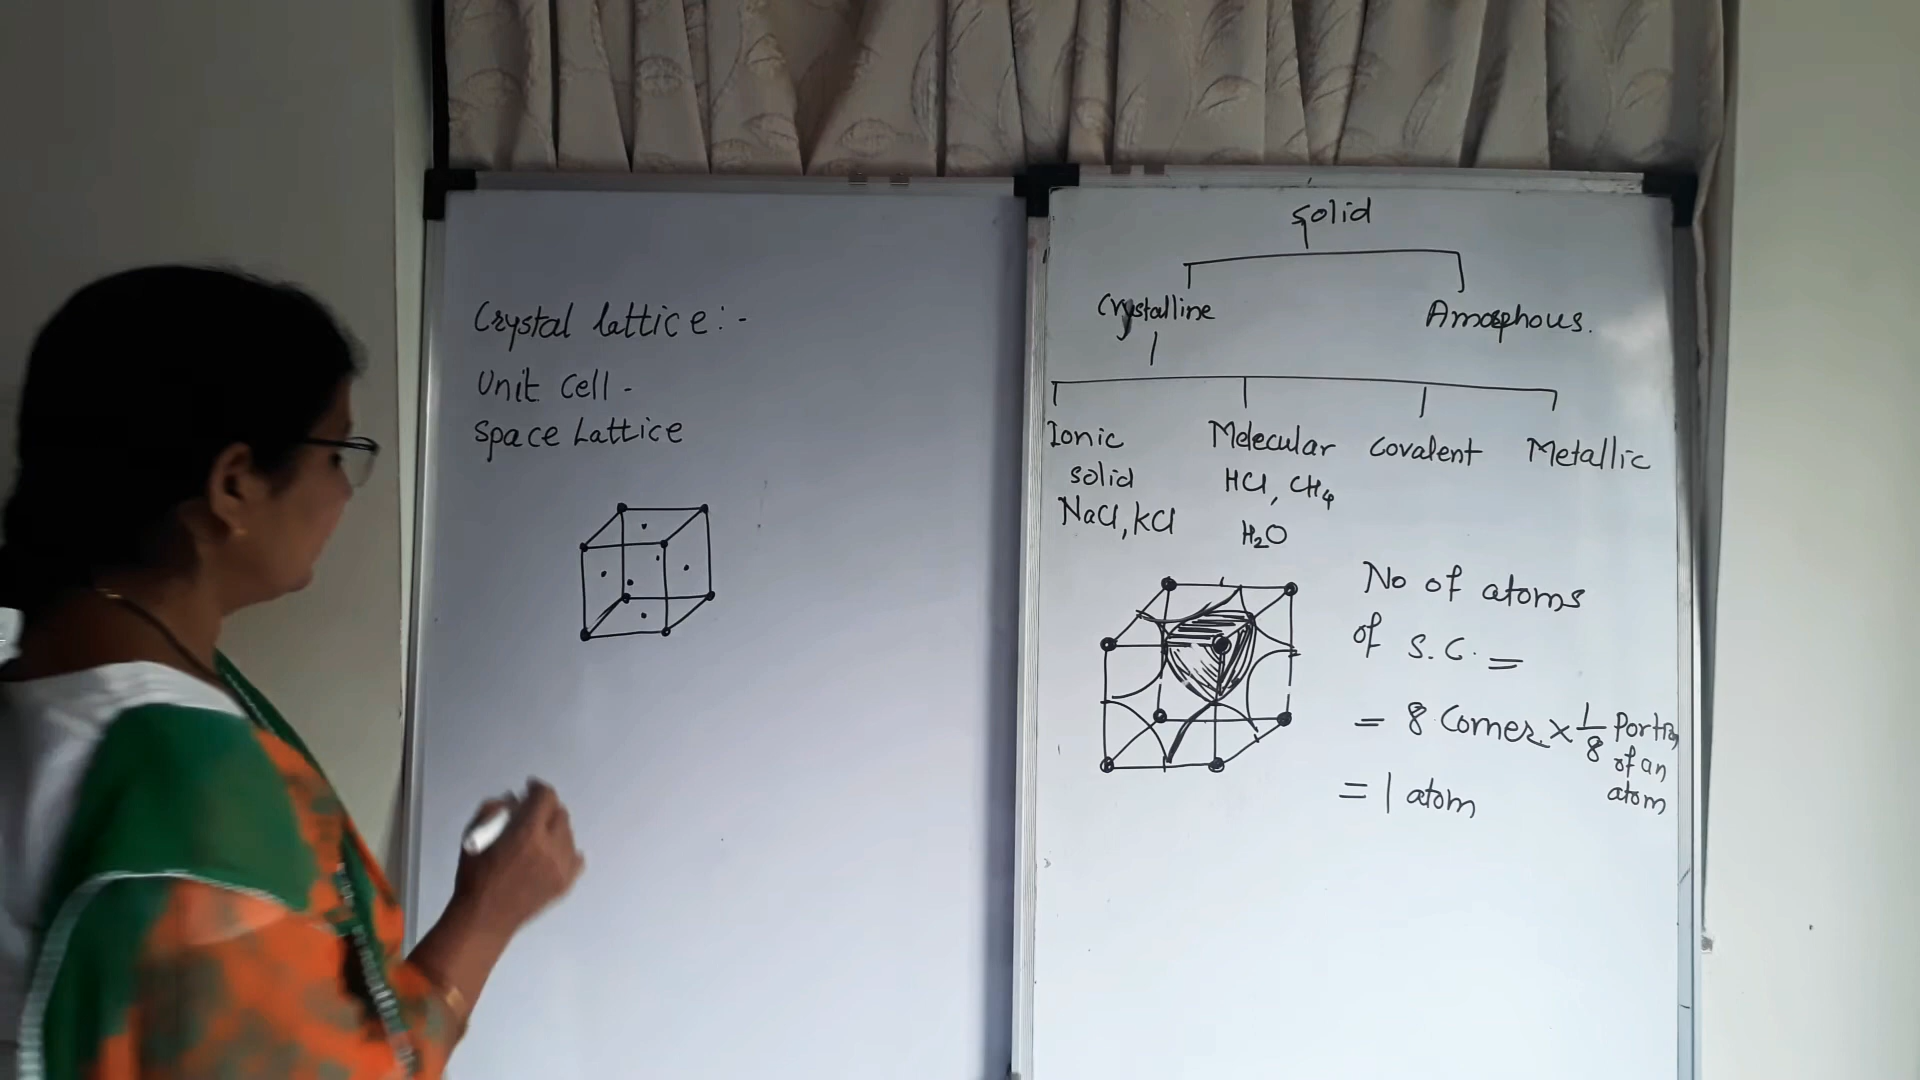 Crystal lattice:-
Unit Cell -
Space Lattice
solid
Crystalline
Amorphous.
Ionic
solid
NaCl, KCl
Molecular
HCl, CH4
H2O
Covalent
Metallic
No of atoms
of S.C. =
= 8 Corner × 1/8 Portion
of an
atom
= 1 atom